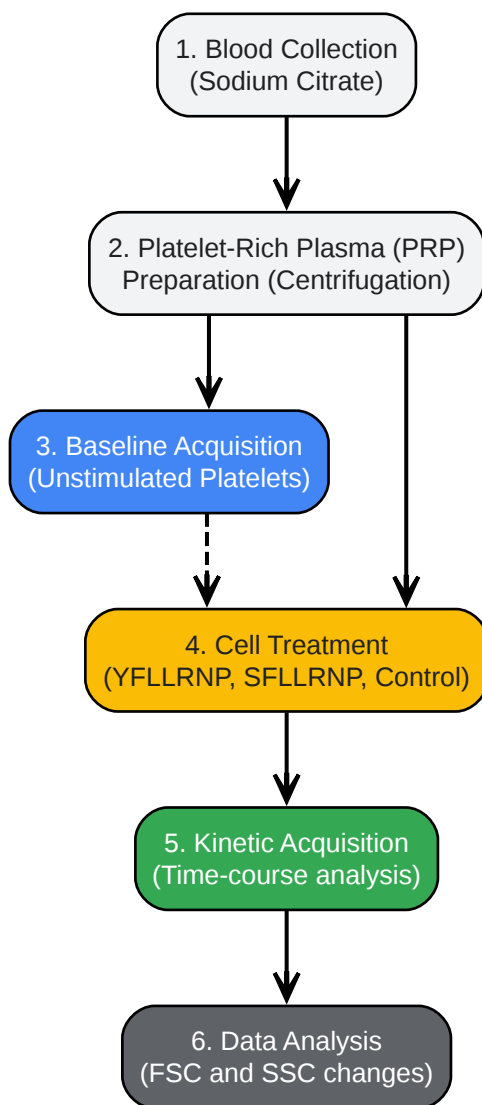 1. Blood Collection
(Sodium Citrate)
2. Platelet-Rich Plasma (PRP)
Preparation (Centrifugation)
3. Baseline Acquisition
(Unstimulated Platelets)
4. Cell Treatment
(YFLLRNP, SFLLRNP, Control)
5. Kinetic Acquisition
(Time-course analysis)
6. Data Analysis
(FSC and SSC changes)